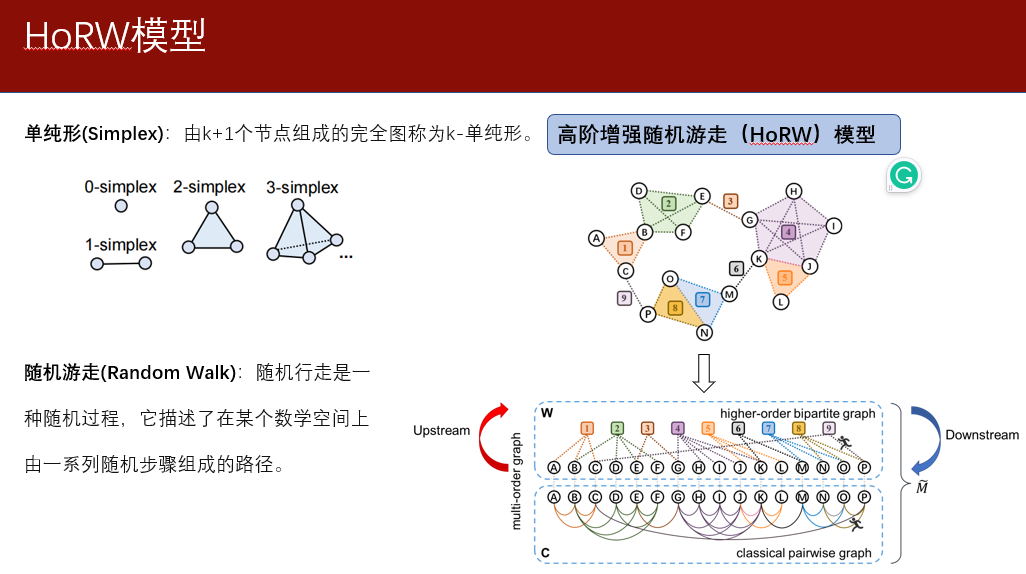 HoRW模型
单纯形(Simplex)：由k+1个节点组成的完全图称为k-单纯形。
高阶增强随机游走（HoRW）模型
0-simplex 2-simplex 3-simplex
1-simplex
...
D E H
2 3
G I
A B F 4
1
C O K J
6 5
9 7 M
8 L
P N
随机游走(Random Walk)：随机行走是一
种随机过程，它描述了在某个数学空间上
由一系列随机步骤组成的路径。
Upstream
multi-order graph
W higher-order bipartite graph
1 2 3 4 5 6 7 8 9
A B C D E F G H I J K L M N O P
A B C D E F G H I J K L M N O P
C classical pairwise graph
Downstream
M̃